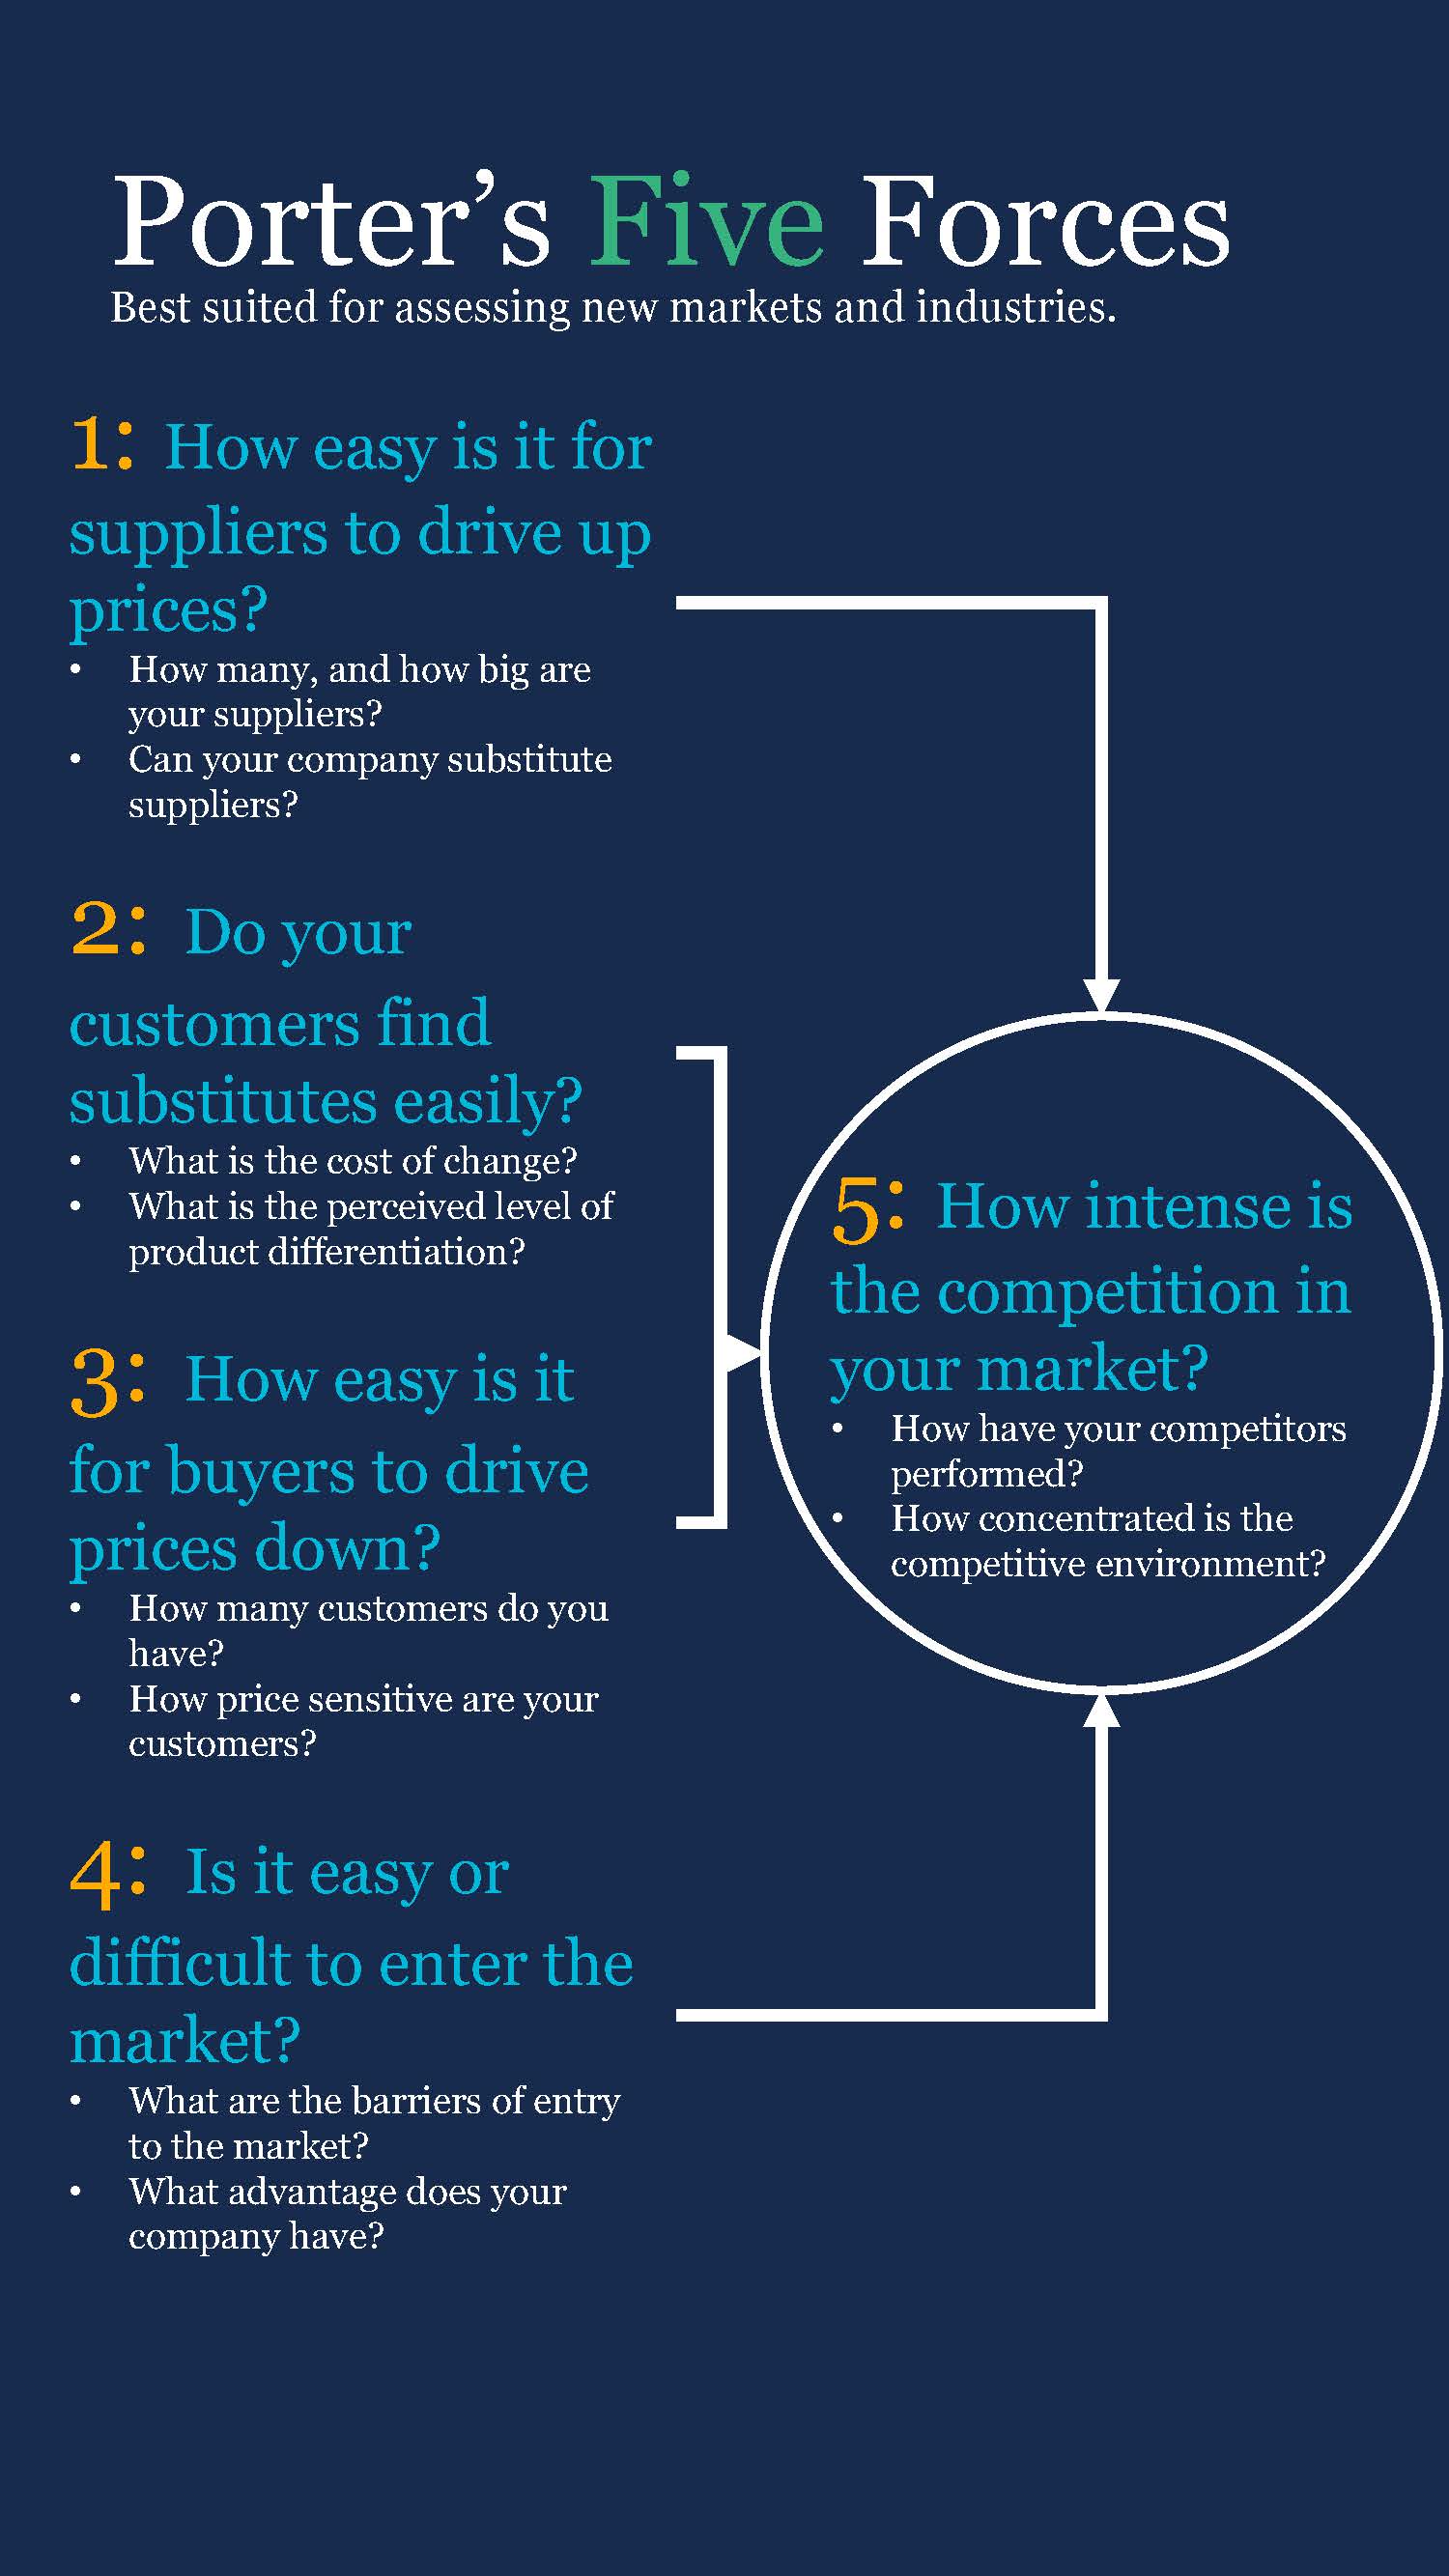 Porter’s Five Forces
Best suited for assessing new markets and industries.
1: How easy is it for
suppliers to drive up
prices?
• How many, and how big are
your suppliers?
• Can your company substitute
suppliers?
2: Do your
customers find
substitutes easily?
• What is the cost of change?
• What is the perceived level of
product differentiation?
3: How easy is it
for buyers to drive
prices down?
• How many customers do you
have?
• How price sensitive are your
customers?
4: Is it easy or
difficult to enter the
market?
• What are the barriers of entry
to the market?
• What advantage does your
company have?
5: How intense is
the competition in
your market?
• How have your competitors
performed?
• How concentrated is the
competitive environment?